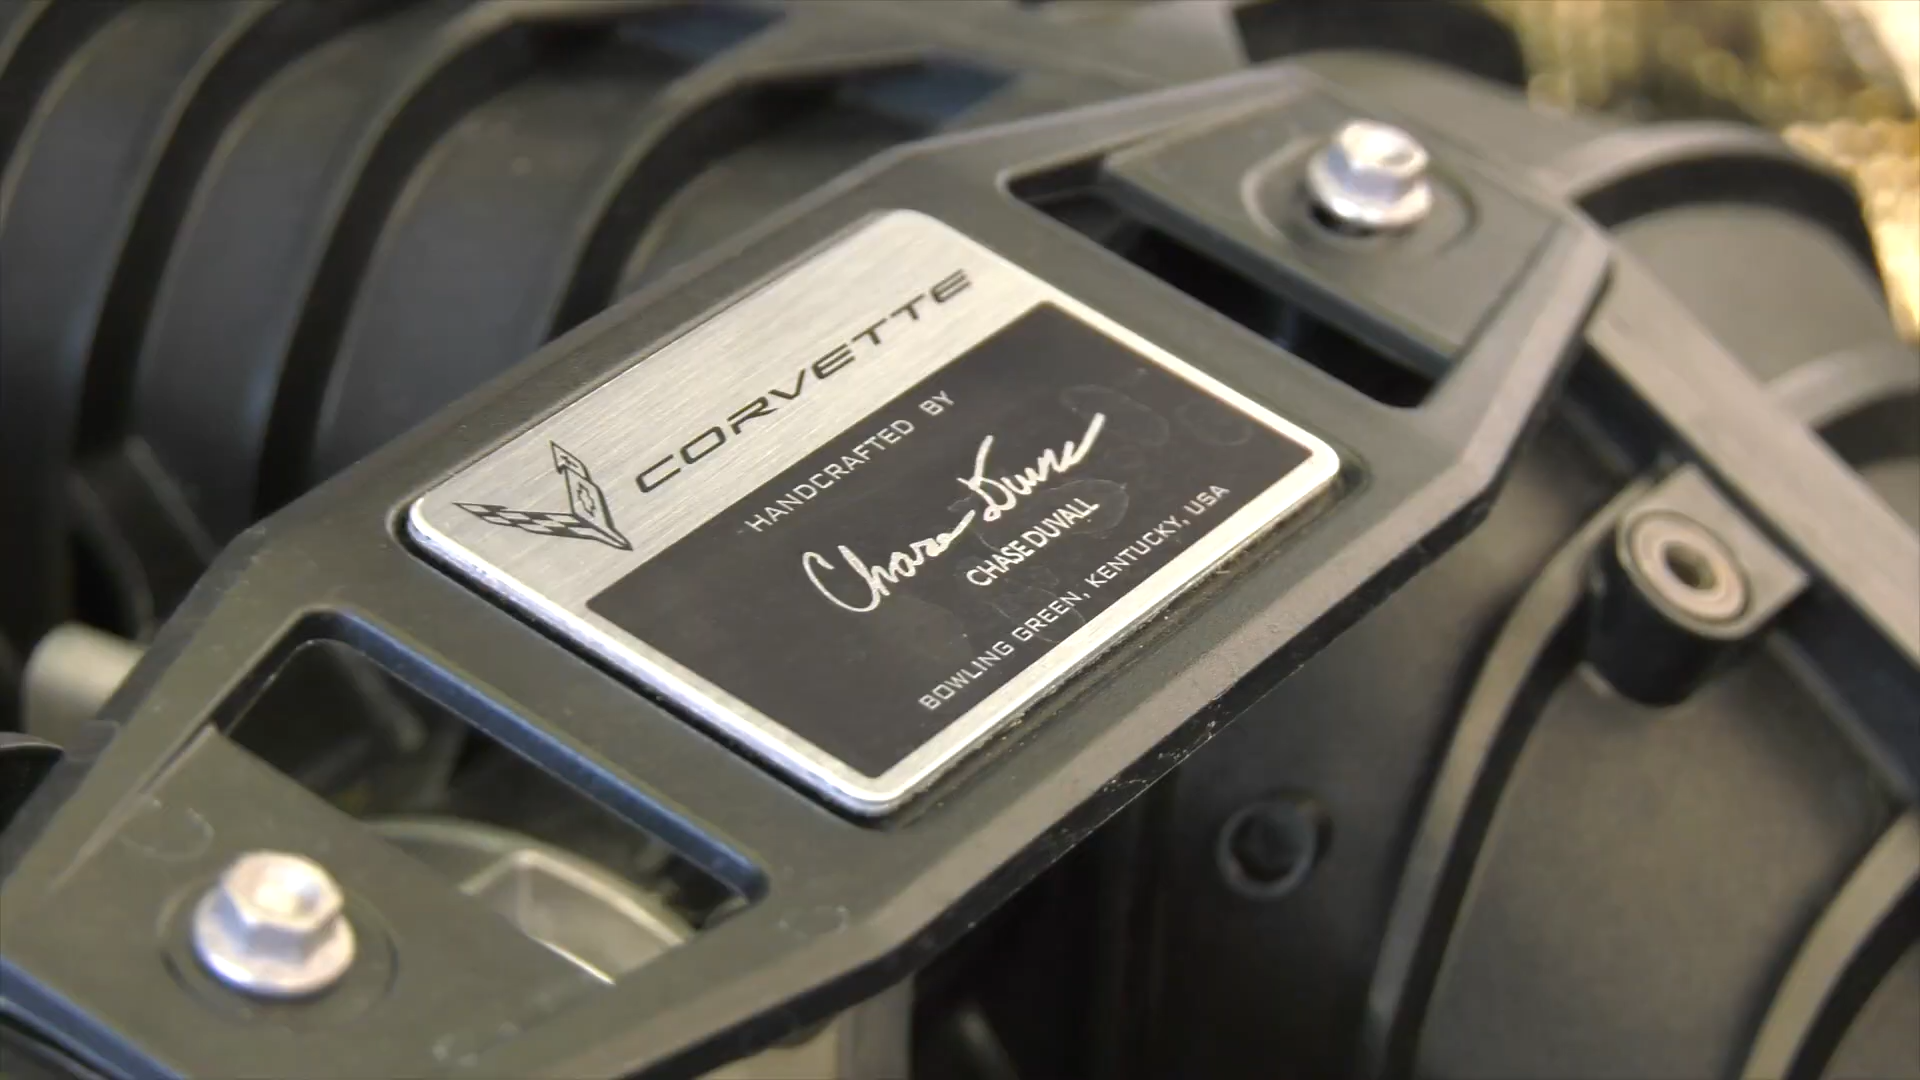 CORVETTE
HANDCRAFTED BY
Chase Duvall
CHASE DUVALL
BOWLING GREEN, KENTUCKY, USA